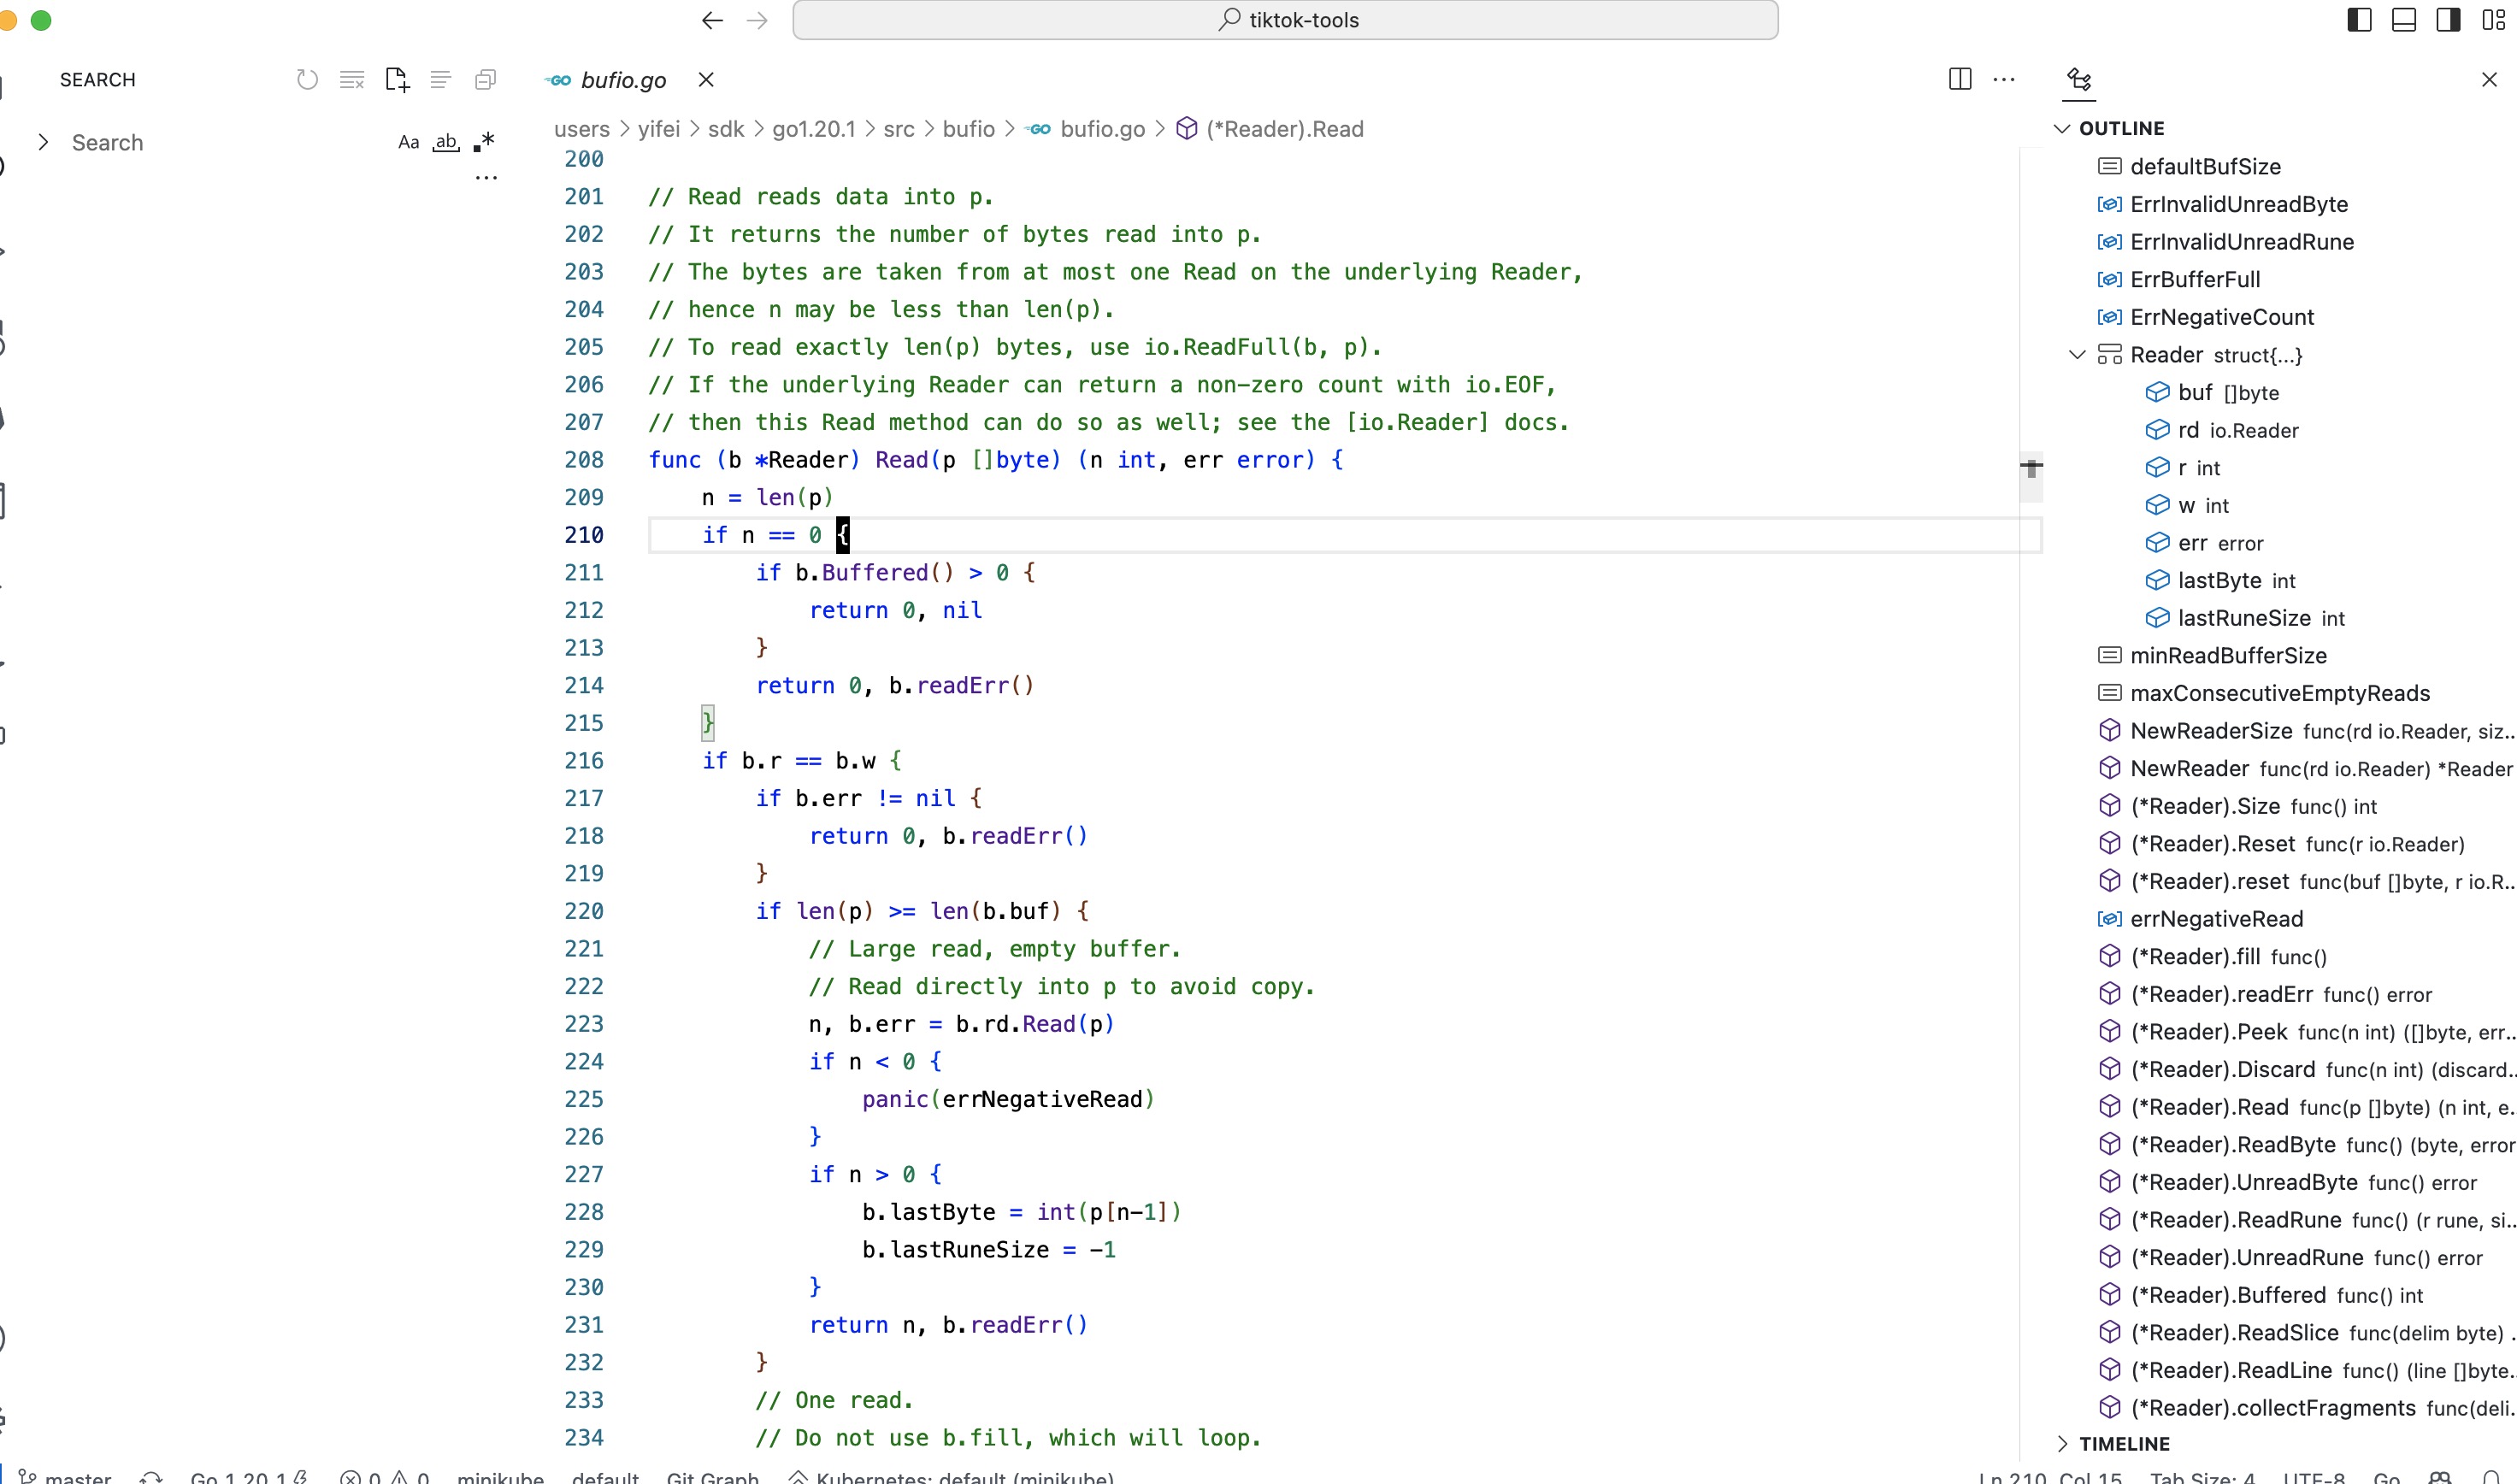 tiktok-tools
SEARCH
Search
Aa ab .*
...
GO bufio.go
users > yifei > sdk > go1.20.1 > src > bufio > GO bufio.go > (*Reader).Read
200
201 // Read reads data into p.
202 // It returns the number of bytes read into p.
203 // The bytes are taken from at most one Read on the underlying Reader,
204 // hence n may be less than len(p).
205 // To read exactly len(p) bytes, use io.ReadFull(b, p).
206 // If the underlying Reader can return a non-zero count with io.EOF,
207 // then this Read method can do so as well; see the [io.Reader] docs.
208 func (b *Reader) Read(p []byte) (n int, err error) {
209 n = len(p)
210 if n == 0 {
211 if b.Buffered() > 0 {
212 return 0, nil
213 }
214 return 0, b.readErr()
215 }
216 if b.r == b.w {
217 if b.err != nil {
218 return 0, b.readErr()
219 }
220 if len(p) >= len(b.buf) {
221 // Large read, empty buffer.
222 // Read directly into p to avoid copy.
223 n, b.err = b.rd.Read(p)
224 if n < 0 {
225 panic(errNegativeRead)
226 }
227 if n > 0 {
228 b.lastByte = int(p[n-1])
229 b.lastRuneSize = -1
230 }
231 return n, b.readErr()
232 }
233 // One read.
234 // Do not use b.fill, which will loop.
OUTLINE
defaultBufSize
ErrInvalidUnreadByte
ErrInvalidUnreadRune
ErrBufferFull
ErrNegativeCount
Reader struct{...}
buf []byte
rd io.Reader
r int
w int
err error
lastByte int
lastRuneSize int
minReadBufferSize
maxConsecutiveEmptyReads
NewReaderSize func(rd io.Reader, siz...
NewReader func(rd io.Reader) *Reader
(*Reader).Size func() int
(*Reader).Reset func(r io.Reader)
(*Reader).reset func(buf []byte, r io.R...
errNegativeRead
(*Reader).fill func()
(*Reader).readErr func() error
(*Reader).Peek func(n int) ([]byte, err...
(*Reader).Discard func(n int) (discard...
(*Reader).Read func(p []byte) (n int, e...
(*Reader).ReadByte func() (byte, error
(*Reader).UnreadByte func() error
(*Reader).ReadRune func() (r rune, si...
(*Reader).UnreadRune func() error
(*Reader).Buffered func() int
(*Reader).ReadSlice func(delim byte) .
(*Reader).ReadLine func() (line []byte...
(*Reader).collectFragments func(deli...
TIMELINE
master Go 1.20.1 0 0 minikube default Git Graph Kubernetes: default (minikube) Ln 210, Col 15 Tab Size: 4 UTF-8 Go